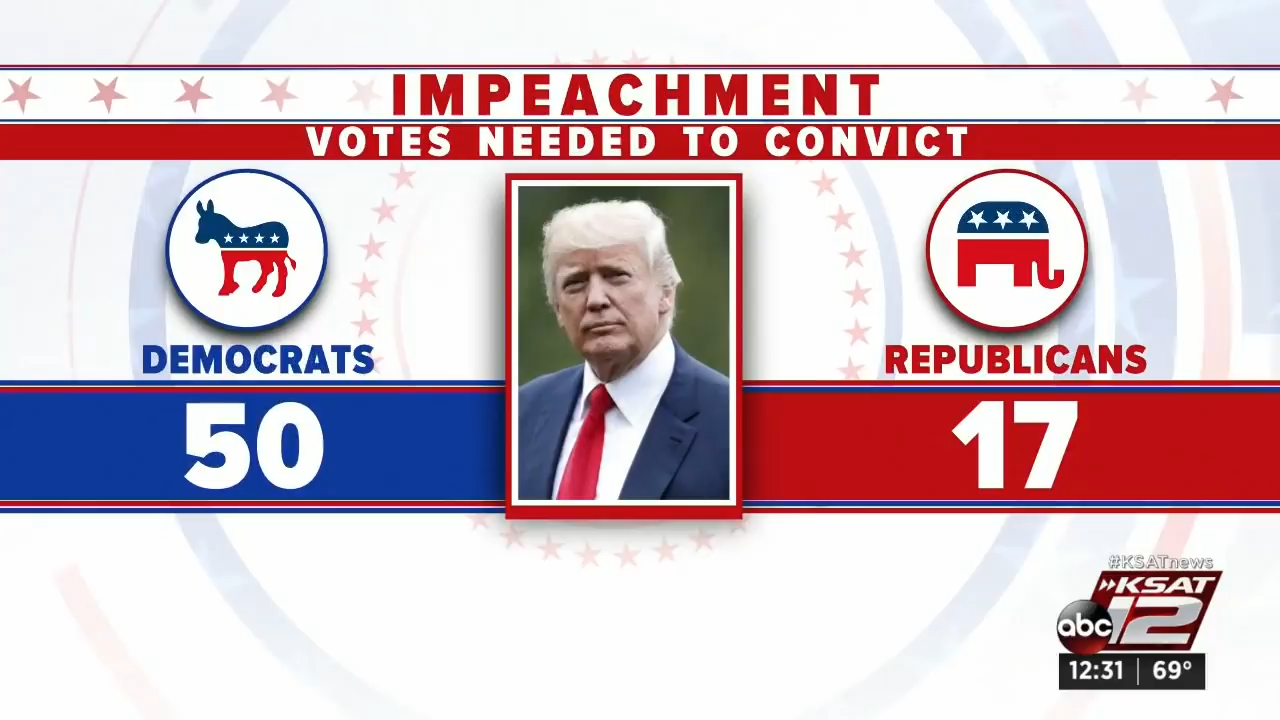 IMPEACHMENT
VOTES NEEDED TO CONVICT
DEMOCRATS
REPUBLICANS
50
17
#KSATnews
KSAT
abc 12
12:31 69°